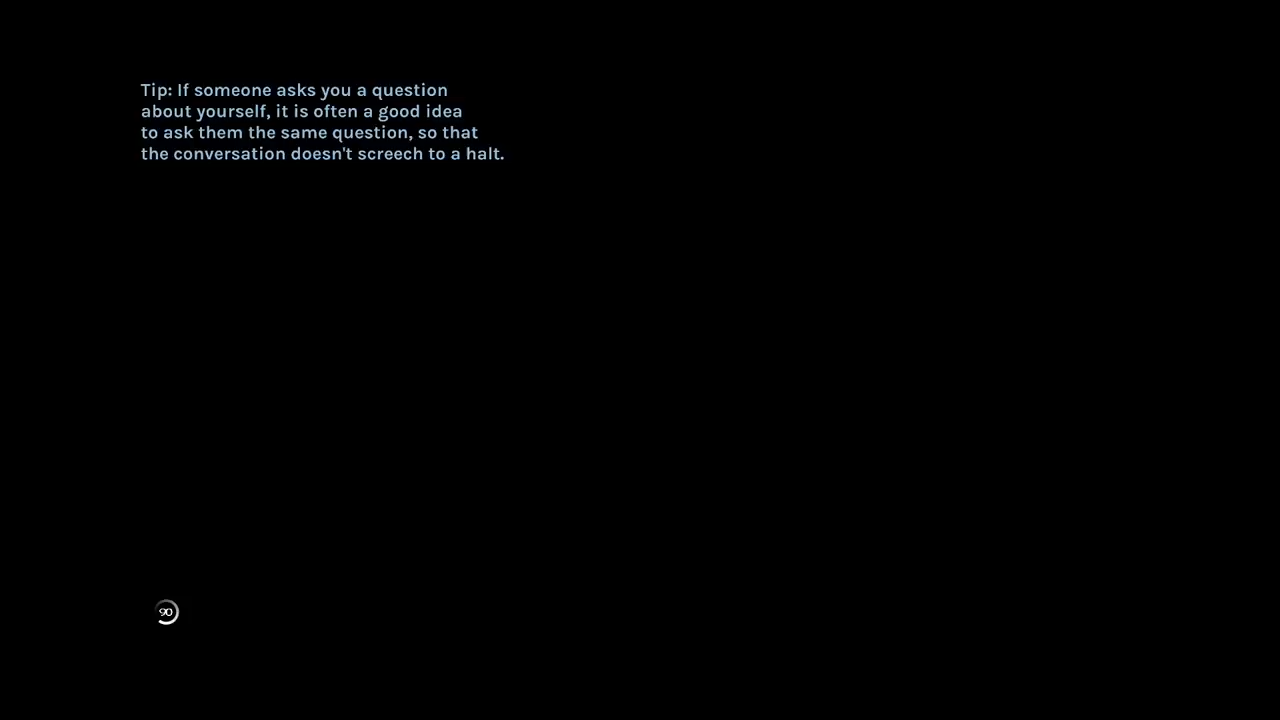 Tip: If someone asks you a question
about yourself, it is often a good idea
to ask them the same question, so that
the conversation doesn't screech to a halt.
90